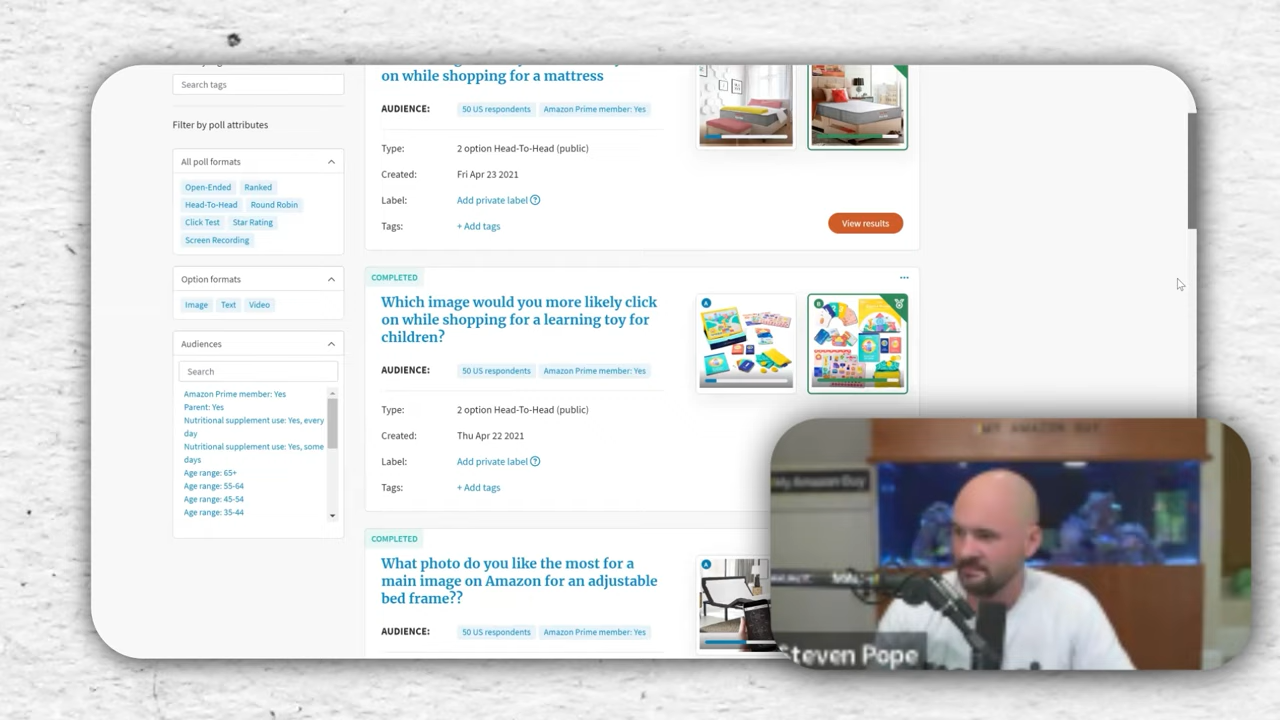 Search tags
Filter by poll attributes
All poll formats
Open-Ended
Ranked
Head-To-Head
Round Robin
Click Test
Star Rating
Screen Recording
Option formats
Image
Text
Video
Audiences
Search
Amazon Prime member: Yes
Parent: Yes
Nutritional supplement use: Yes, every
day
Nutritional supplement use: Yes, some
days
Age range: 65+
Age range: 55-64
Age range: 45-54
Age range: 35-44
on while shopping for a mattress
AUDIENCE:
50 US respondents
Amazon Prime member: Yes
Type:
2 option Head-To-Head (public)
Created:
Fri Apr 23 2021
Label:
Add private label
Tags:
+ Add tags
View results
COMPLETED
Which image would you more likely click
on while shopping for a learning toy for
children?
A
B
AUDIENCE:
50 US respondents
Amazon Prime member: Yes
Type:
2 option Head-To-Head (public)
Created:
Thu Apr 22 2021
Label:
Add private label
Tags:
+ Add tags
COMPLETED
What photo do you like the most for a
main image on Amazon for an adjustable
bed frame??
A
AUDIENCE:
50 US respondents
Amazon Prime member: Yes
MY AMAZON GUY
My Amazon Guy
Steven Pope